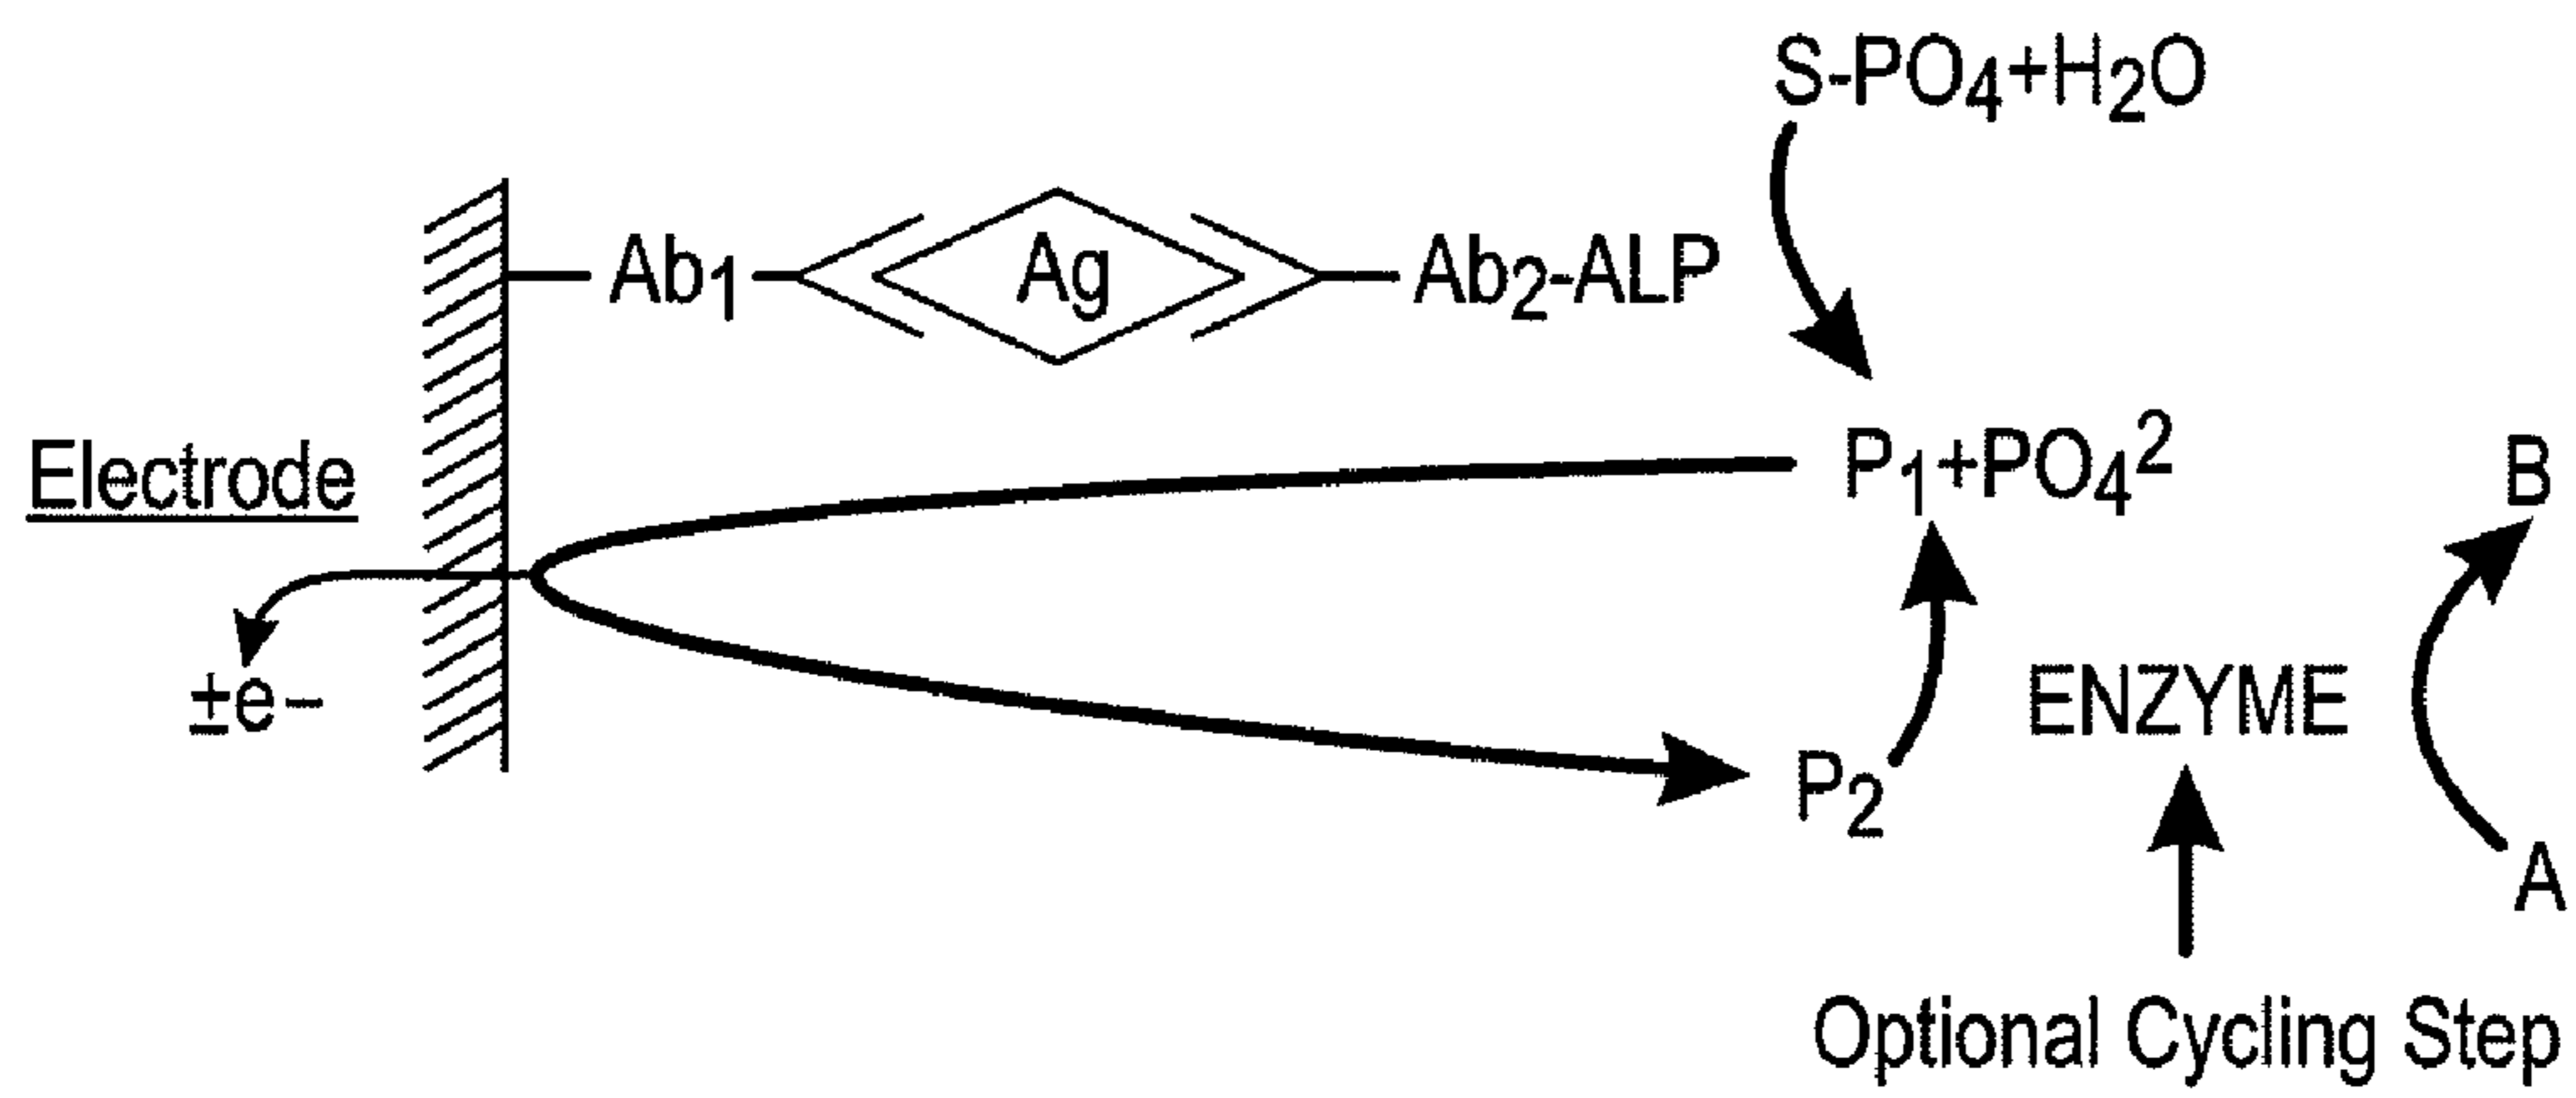 S-PO₄+H₂O
Ab₁ Ag Ab₂-ALP
Electrode P₁+PO₄² B
±e− P₂ ENZYME A
Optional Cycling Step